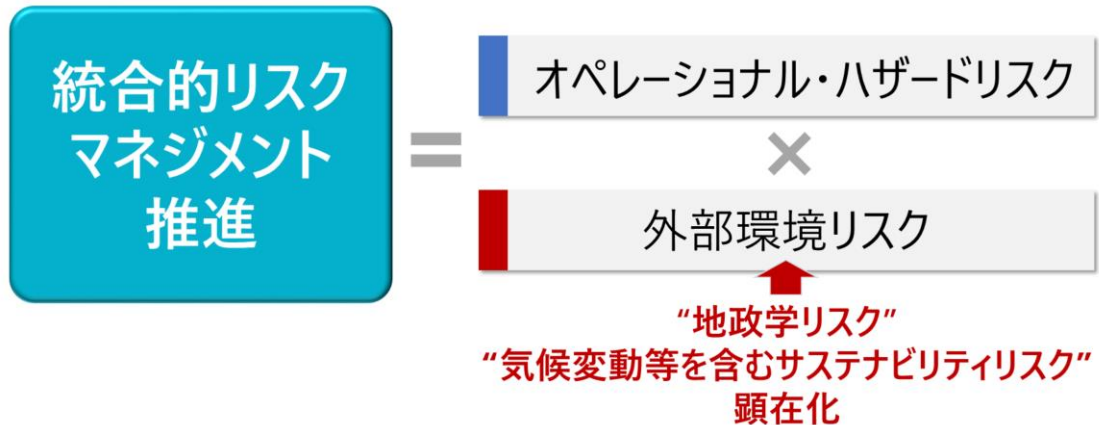 統合的リスク
マネジメント
推進
=
オペレーショナル・ハザードリスク
×
外部環境リスク
“地政学リスク”
“気候変動等を含むサステナビリティリスク”
顕在化